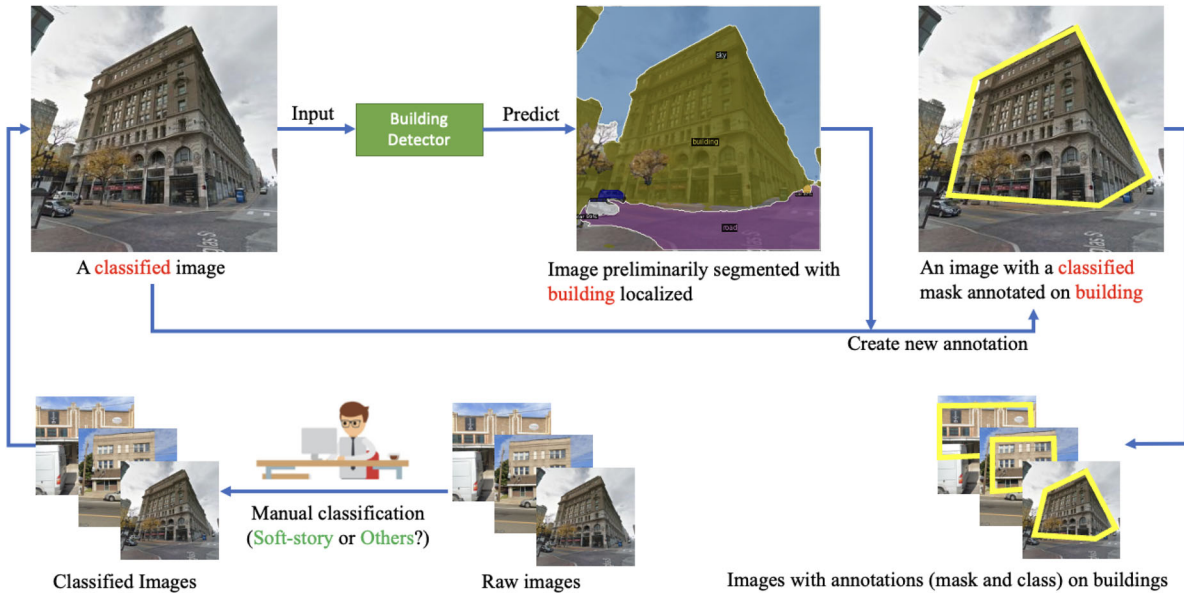 Input
Building
Detector
Predict
sky
building
road
A classified image
Image preliminarily segmented with
building localized
An image with a classified
mask annotated on building
Create new annotation
Manual classification
(Soft-story or Others?)
Classified Images
Raw images
Images with annotations (mask and class) on buildings